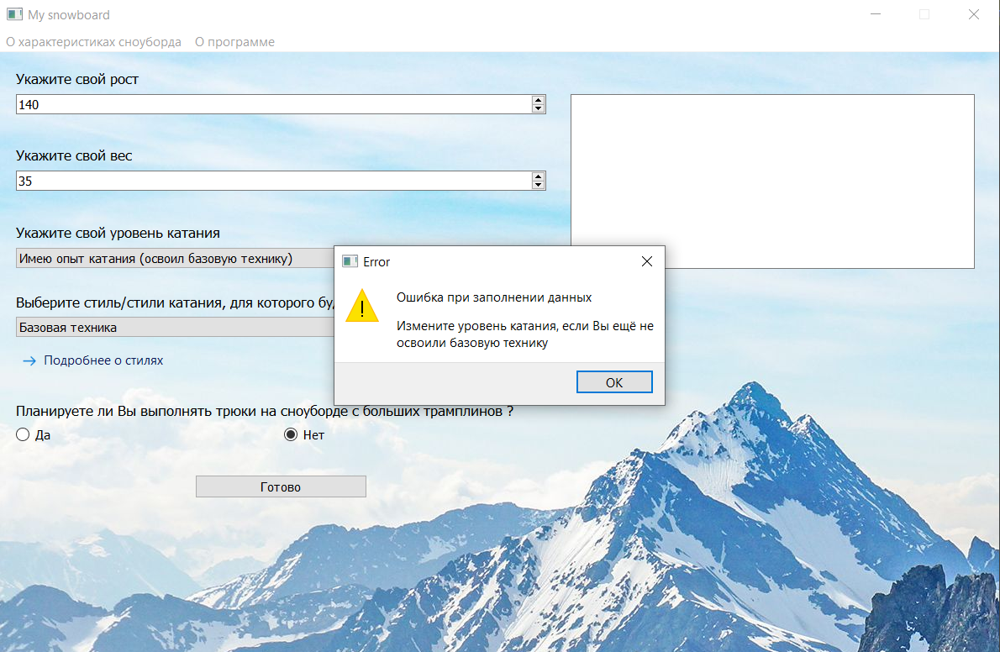 My snowboard
О характеристиках сноуборда О программе
Укажите свой рост
140
Укажите свой вес
35
Укажите свой уровень катания
Имею опыт катания (освоил базовую технику)
Выберите стиль/стили катания, для которого
Базовая техника
Подробнее о стилях
Error
Ошибка при заполнении данных
Измените уровень катания, если Вы ещё не
освоили базовую технику
OK
Планируете ли Вы выполнять трюки на сноуборде с больших трамплинов ?
Да
Нет
Готово